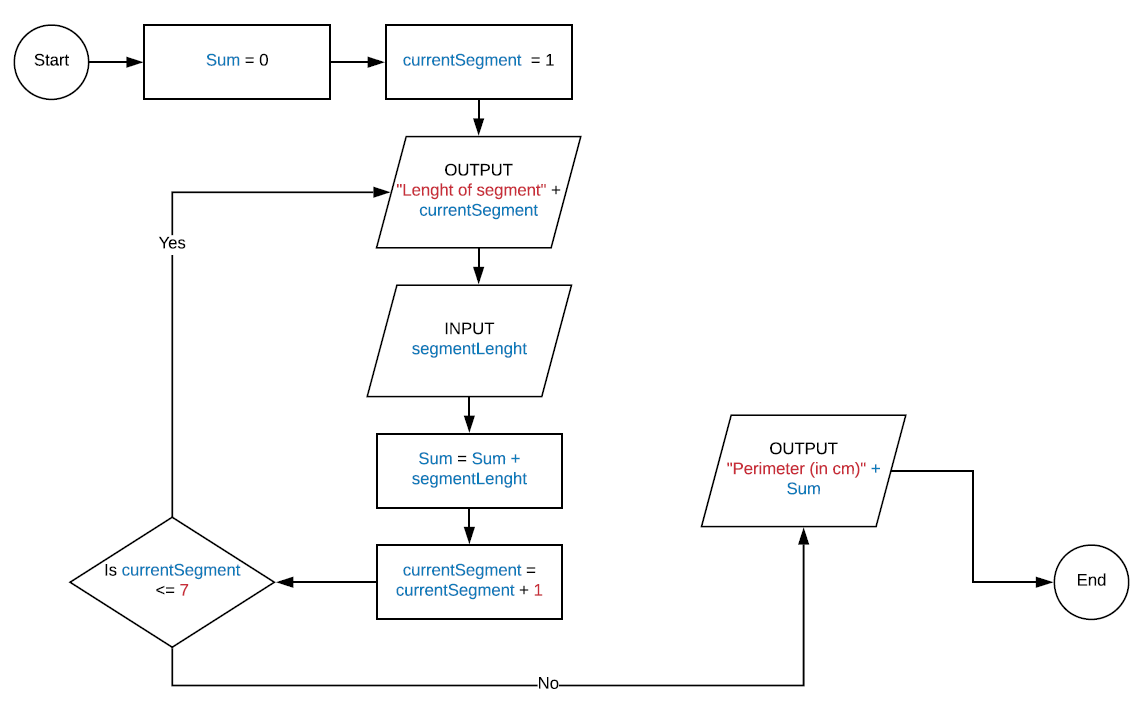 Start
Sum = 0
currentSegment = 1
OUTPUT
"Lenght of segment" +
currentSegment
Yes
INPUT
segmentLenght
Sum = Sum +
segmentLenght
currentSegment =
currentSegment + 1
Is currentSegment
<= 7
No
OUTPUT
"Perimeter (in cm)" +
Sum
End